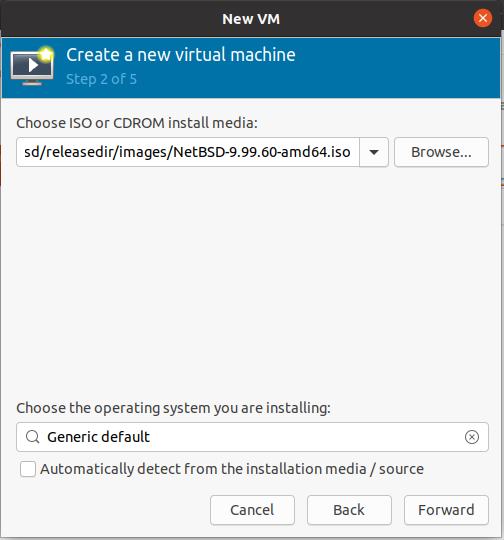 New VM
Create a new virtual machine
Step 2 of 5
Choose ISO or CDROM install media:
sd/releasedir/images/NetBSD-9.99.60-amd64.iso
Browse...
Choose the operating system you are installing:
Generic default
Automatically detect from the installation media / source
Cancel
Back
Forward